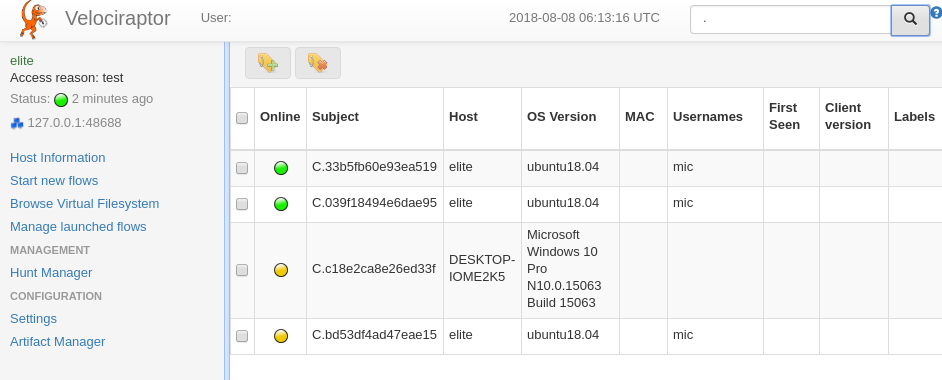 Velociraptor User: 2018-08-08 06:13:16 UTC .
elite
Access reason: test
Status: 2 minutes ago
127.0.0.1:48688
Host Information
Start new flows
Browse Virtual Filesystem
Manage launched flows
MANAGEMENT
Hunt Manager
CONFIGURATION
Settings
Artifact Manager
Online Subject Host OS Version MAC Usernames First Seen Client version Labels
C.33b5fb60e93ea519 elite ubuntu18.04 mic
C.039f18494e6dae95 elite ubuntu18.04 mic
C.c18e2ca8e26ed33f DESKTOP-IOME2K5 Microsoft Windows 10 Pro N10.0.15063 Build 15063
C.bd53df4ad47eae15 elite ubuntu18.04 mic